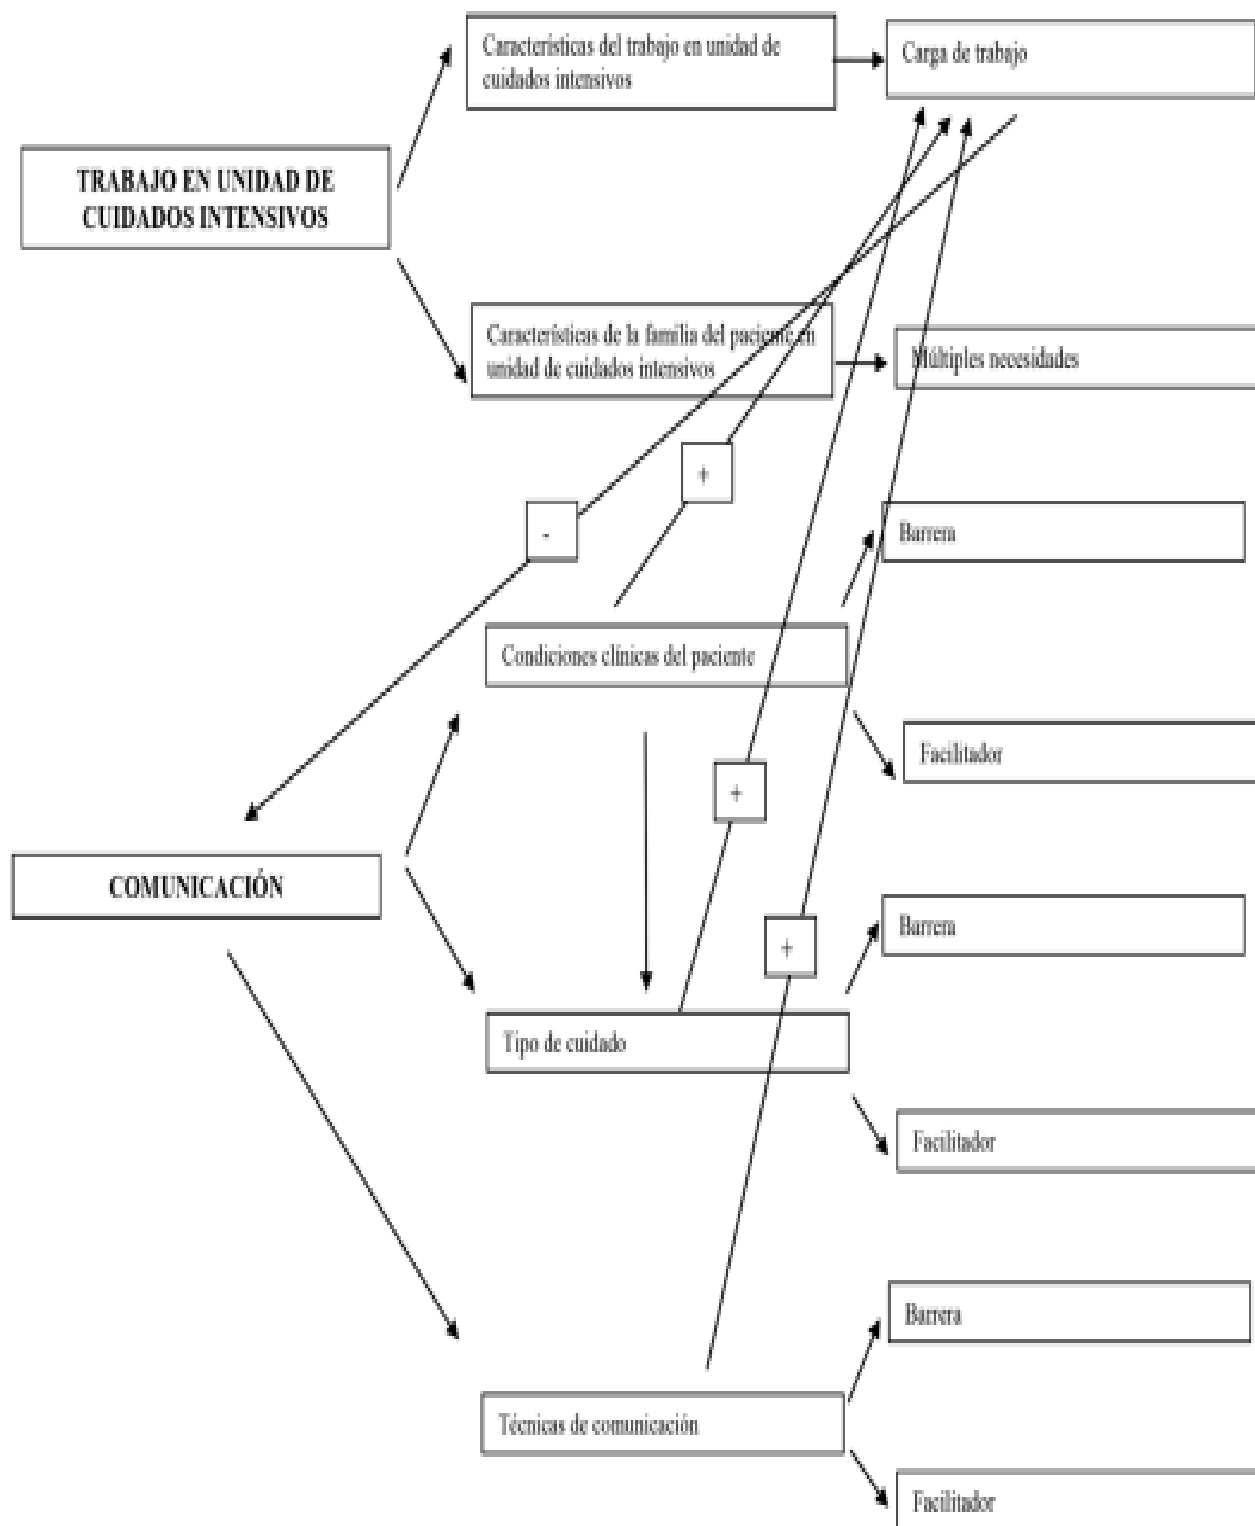 Características del trabajo en unidad de
cuidados intensivos
Carga de trabajo
TRABAJO EN UNIDAD DE
CUIDADOS INTENSIVOS
Características de la família del paciente en
unidad de cuidados intensivos
Múltiples necesidades
+
-
Barrera
Condiciones clínicas del paciente
Facilitador
+
COMUNICACIÓN
Barrera
+
Tipo de cuidado
Facilitador
Barrera
Técnicas de comunicación
Facilitador